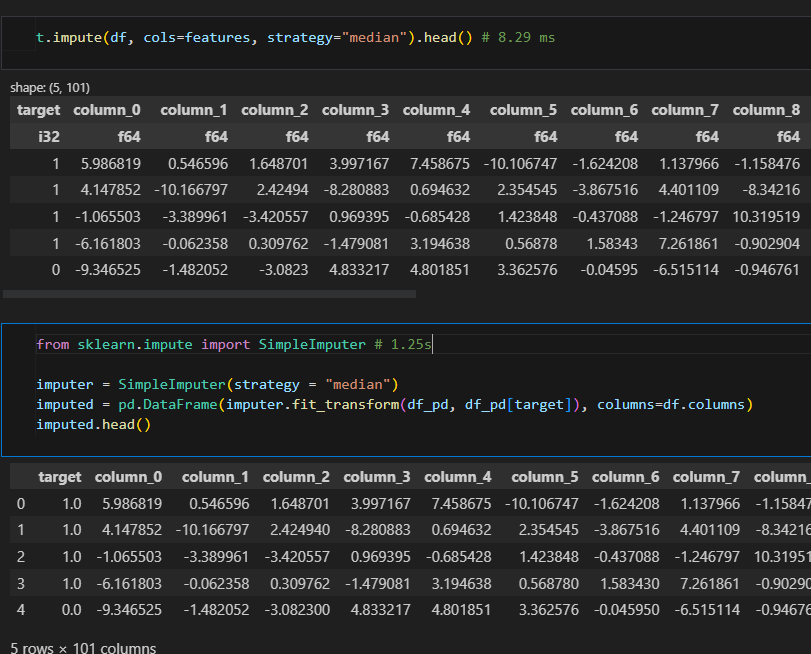 t.impute(df, cols=features, strategy="median").head() # 8.29 ms
shape: (5, 101)
target column_0 column_1 column_2 column_3 column_4 column_5 column_6 column_7 column_8
i32 f64 f64 f64 f64 f64 f64 f64 f64 f64
1 5.986819 0.546596 1.648701 3.997167 7.458675 -10.106747 -1.624208 1.137966 -1.158476
1 4.147852 -10.166797 2.42494 -8.280883 0.694632 2.354545 -3.867516 4.401109 -8.34216
1 -1.065503 -3.389961 -3.420557 0.969395 -0.685428 1.423848 -0.437088 -1.246797 10.319519
1 -6.161803 -0.062358 0.309762 -1.479081 3.194638 0.56878 1.58343 7.261861 -0.902904
0 -9.346525 -1.482052 -3.0823 4.833217 4.801851 3.362576 -0.04595 -6.515114 -0.946761
from sklearn.impute import SimpleImputer # 1.25s
imputer = SimpleImputer(strategy = "median")
imputed = pd.DataFrame(imputer.fit_transform(df_pd, df_pd[target]), columns=df.columns)
imputed.head()
target column_0 column_1 column_2 column_3 column_4 column_5 column_6 column_7 column_
0 1.0 5.986819 0.546596 1.648701 3.997167 7.458675 -10.106747 -1.624208 1.137966 -1.15847
1 1.0 4.147852 -10.166797 2.424940 -8.280883 0.694632 2.354545 -3.867516 4.401109 -8.34216
2 1.0 -1.065503 -3.389961 -3.420557 0.969395 -0.685428 1.423848 -0.437088 -1.246797 10.31951
3 1.0 -6.161803 -0.062358 0.309762 -1.479081 3.194638 0.568780 1.583430 7.261861 -0.90290
4 0.0 -9.346525 -1.482052 -3.082300 4.833217 4.801851 3.362576 -0.045950 -6.515114 -0.94676
5 rows × 101 columns